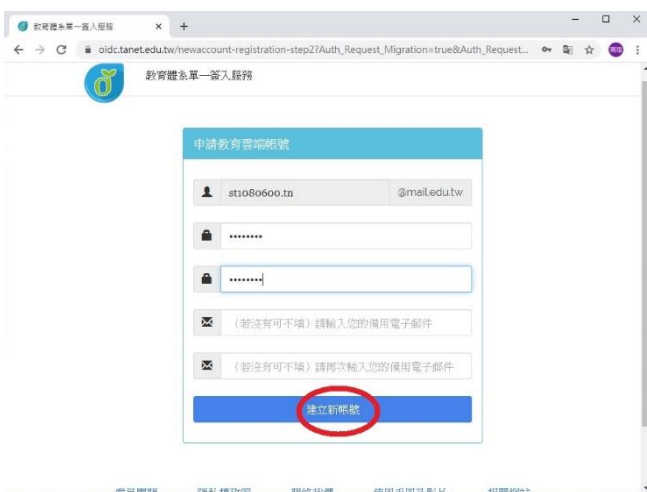 教育體系單一簽入服務
oidc.tanet.edu.tw/newaccount-registration-step2?Auth_Request_Migration=true&Auth_Request...
教育體系單一簽入服務
申請教育雲端帳號
st1080600.tn @mail.edu.tw
••••••••
••••••••
（若沒有可不填）請輸入您的備用電子郵件
（若沒有可不填）請再次輸入您的備用電子郵件
建立新帳號